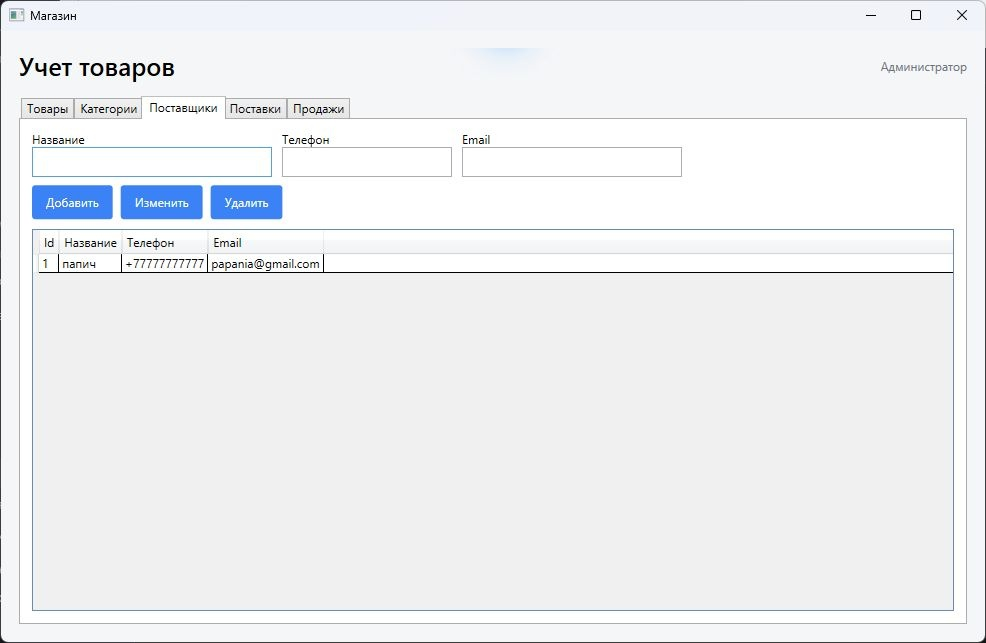 Магазин
Учет товаров
Администратор
Товары Категории Поставщики Поставки Продажи
Название Телефон Email
Добавить Изменить Удалить
Id Название Телефон Email
1 папич +77777777777 papania@gmail.com